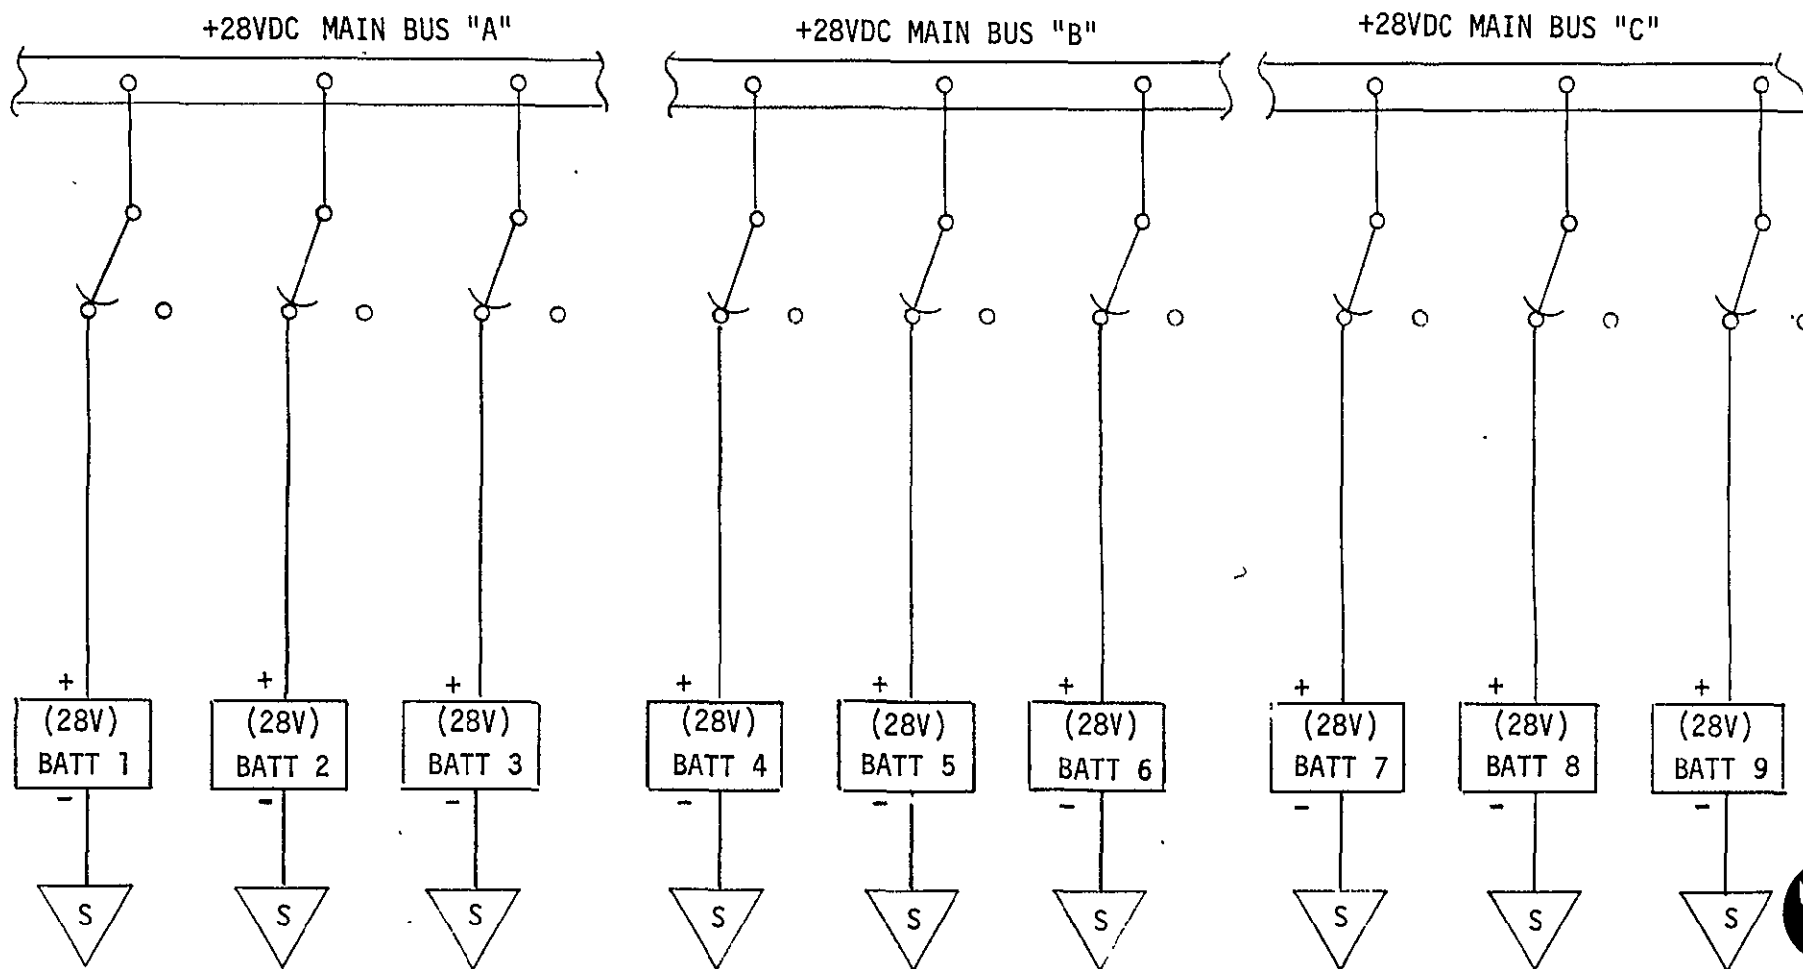 +28VDC MAIN BUS "A"
+28VDC MAIN BUS "B"
+28VDC MAIN BUS "C"
+ + + + + + + + +
(28V) (28V) (28V) (28V) (28V) (28V) (28V) (28V) (28V)
BATT 1 BATT 2 BATT 3 BATT 4 BATT 5 BATT 6 BATT 7 BATT 8 BATT 9
- - - - - - - - -
S S S S S S S S S